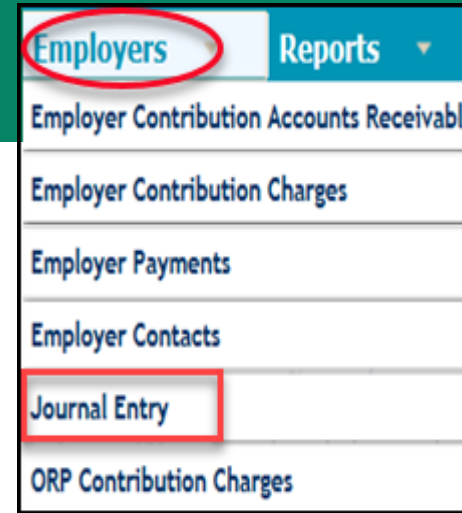 Employers Reports
Employer Contribution Accounts Receivabl
Employer Contribution Charges
Employer Payments
Employer Contacts
Journal Entry
ORP Contribution Charges